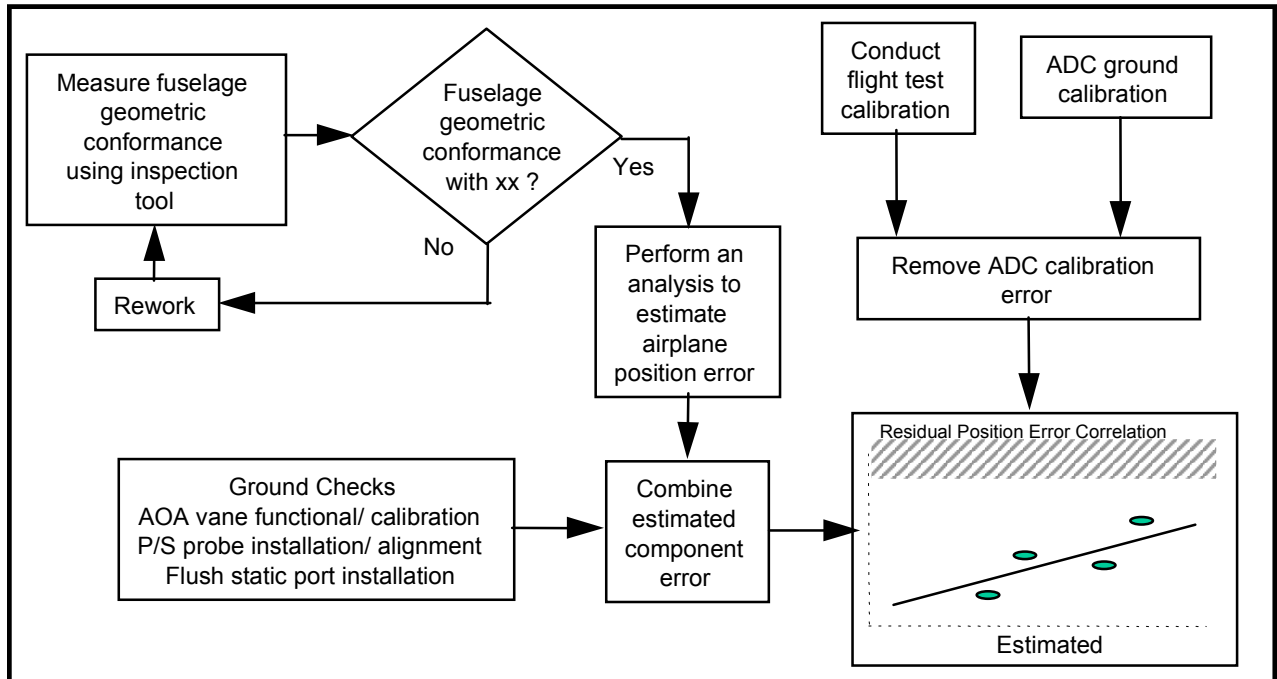 Measure fuselage
geometric
conformance
using inspection
tool
Fuselage
geometric
conformance
with xx ?
Yes
No
Rework
Perform an
analysis to
estimate
airplane
position error
Conduct
flight test
calibration
ADC ground
calibration
Remove ADC calibration
error
Ground Checks
AOA vane functional/ calibration
P/S probe installation/ alignment
Flush static port installation
Combine
estimated
component
error
Residual Position Error Correlation
Estimated